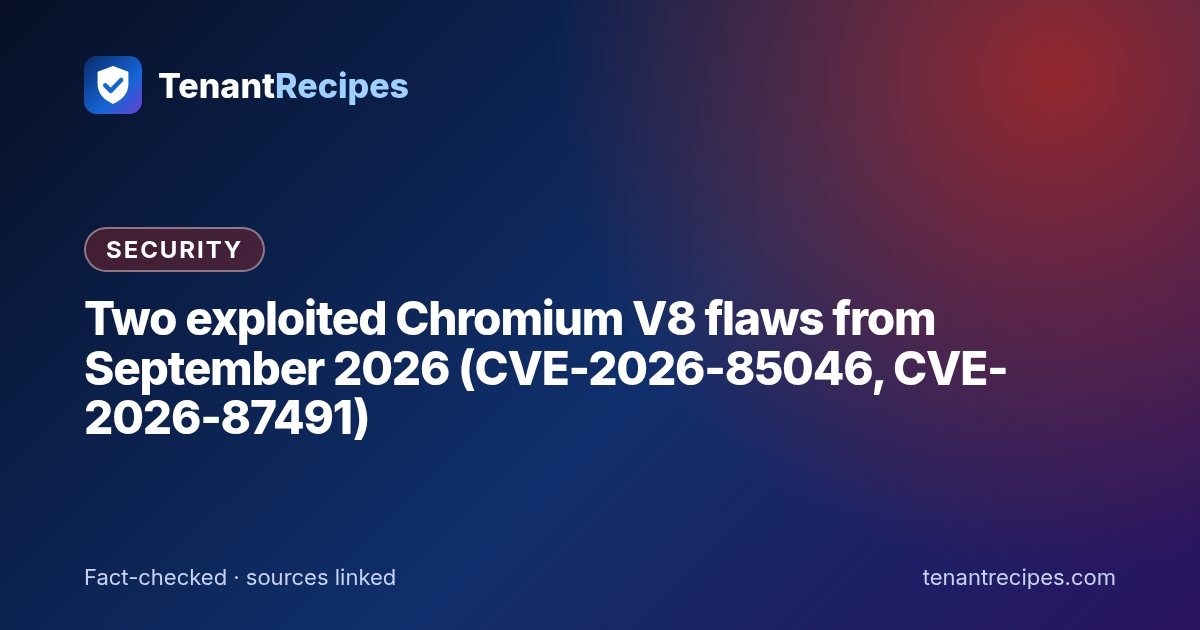 TenantRecipes
SECURITY
Two exploited Chromium V8 flaws from
September 2026 (CVE-2026-85046, CVE-
2026-87491)
Fact-checked · sources linked
tenantrecipes.com